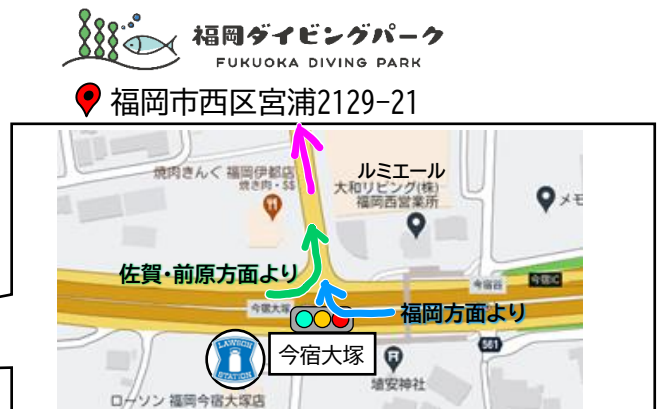 福岡ダイビングパーク
FUKUOKA DIVING PARK
福岡市西区宮浦2129-21
焼肉きんぐ 福岡伊都店
焼き肉・$$
ルミエール
大和リビング(株)
福岡西営業所
メモ
佐賀・前原方面より
今宿
今宿IC
今宿大塚
福岡方面より
LAWSON
STATION
今宿大塚
561
埴安神社
ローソン 福岡今宿大塚店